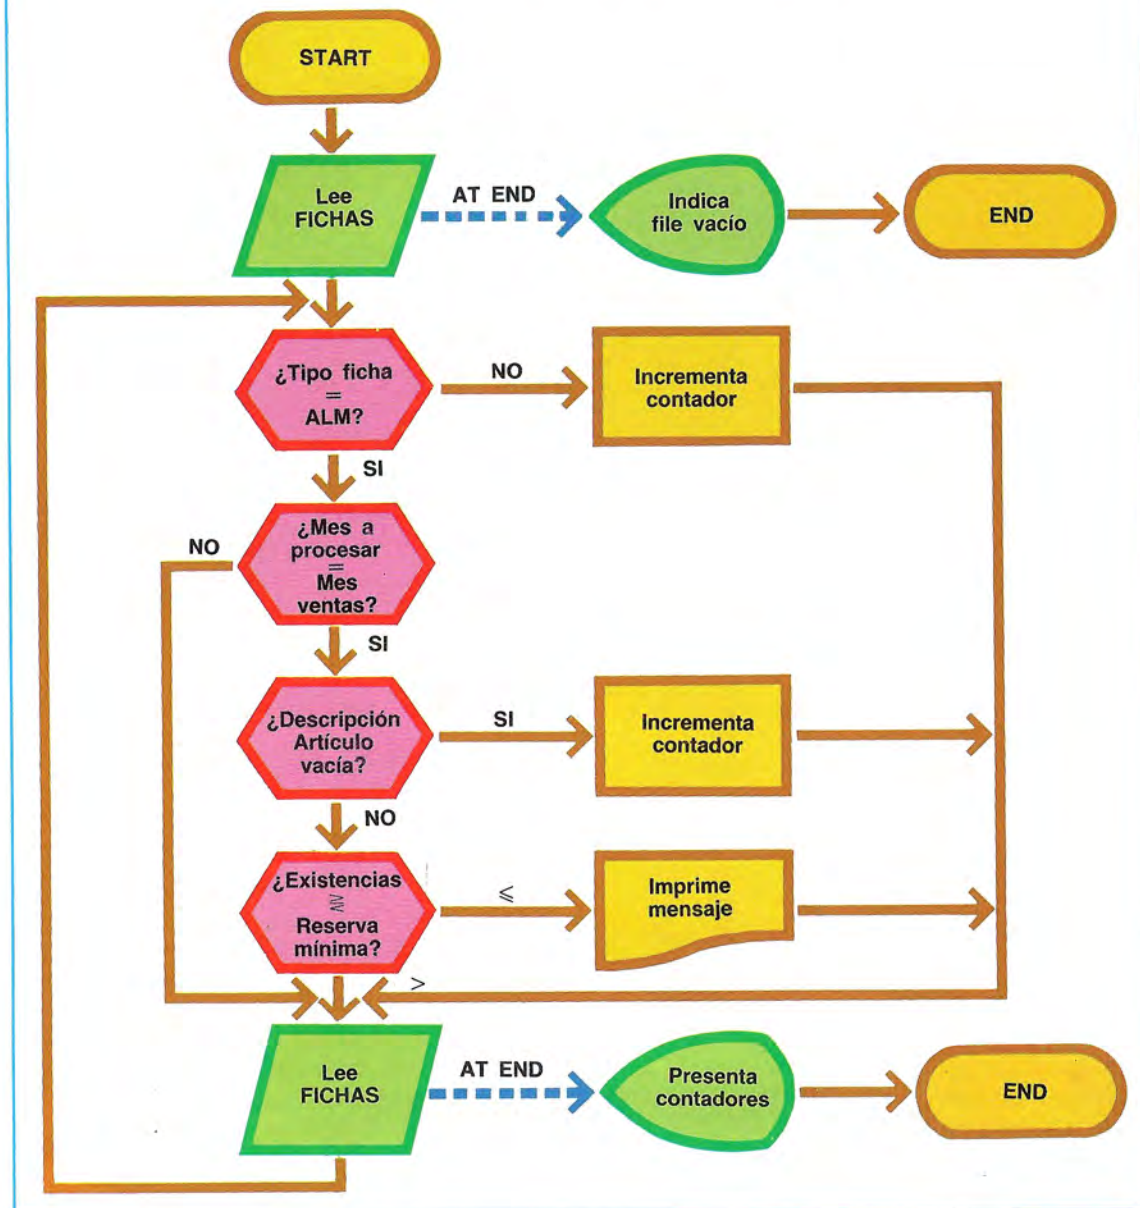 START
Lee
FICHAS
AT END
Indica
file vacío
END
¿Tipo ficha
=
ALM?
NO
Incrementa
contador
SI
¿Mes a
procesar
=
Mes
ventas?
NO
SI
¿Descripción
Artículo
vacía?
SI
Incrementa
contador
NO
¿Existencias
⋛
Reserva
mínima?
≤
Imprime
mensaje
>
Lee
FICHAS
AT END
Presenta
contadores
END